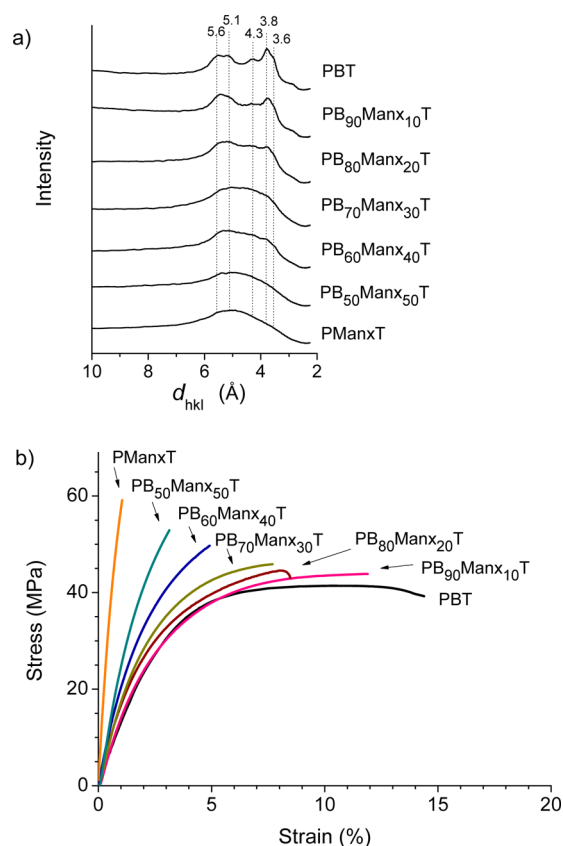 a)
5.6 5.1 4.3 3.8 3.6
PBT
PB90Manx10T
PB80Manx20T
PB70Manx30T
PB60Manx40T
PB50Manx50T
PManxT
Intensity
10 8 6 4 2
dhkl (Å)
b)
PManxT
PB50Manx50T
PB60Manx40T
PB70Manx30T
PB80Manx20T
PB90Manx10T
PBT
Stress (MPa)
60
40
20
0
0 5 10 15 20
Strain (%)